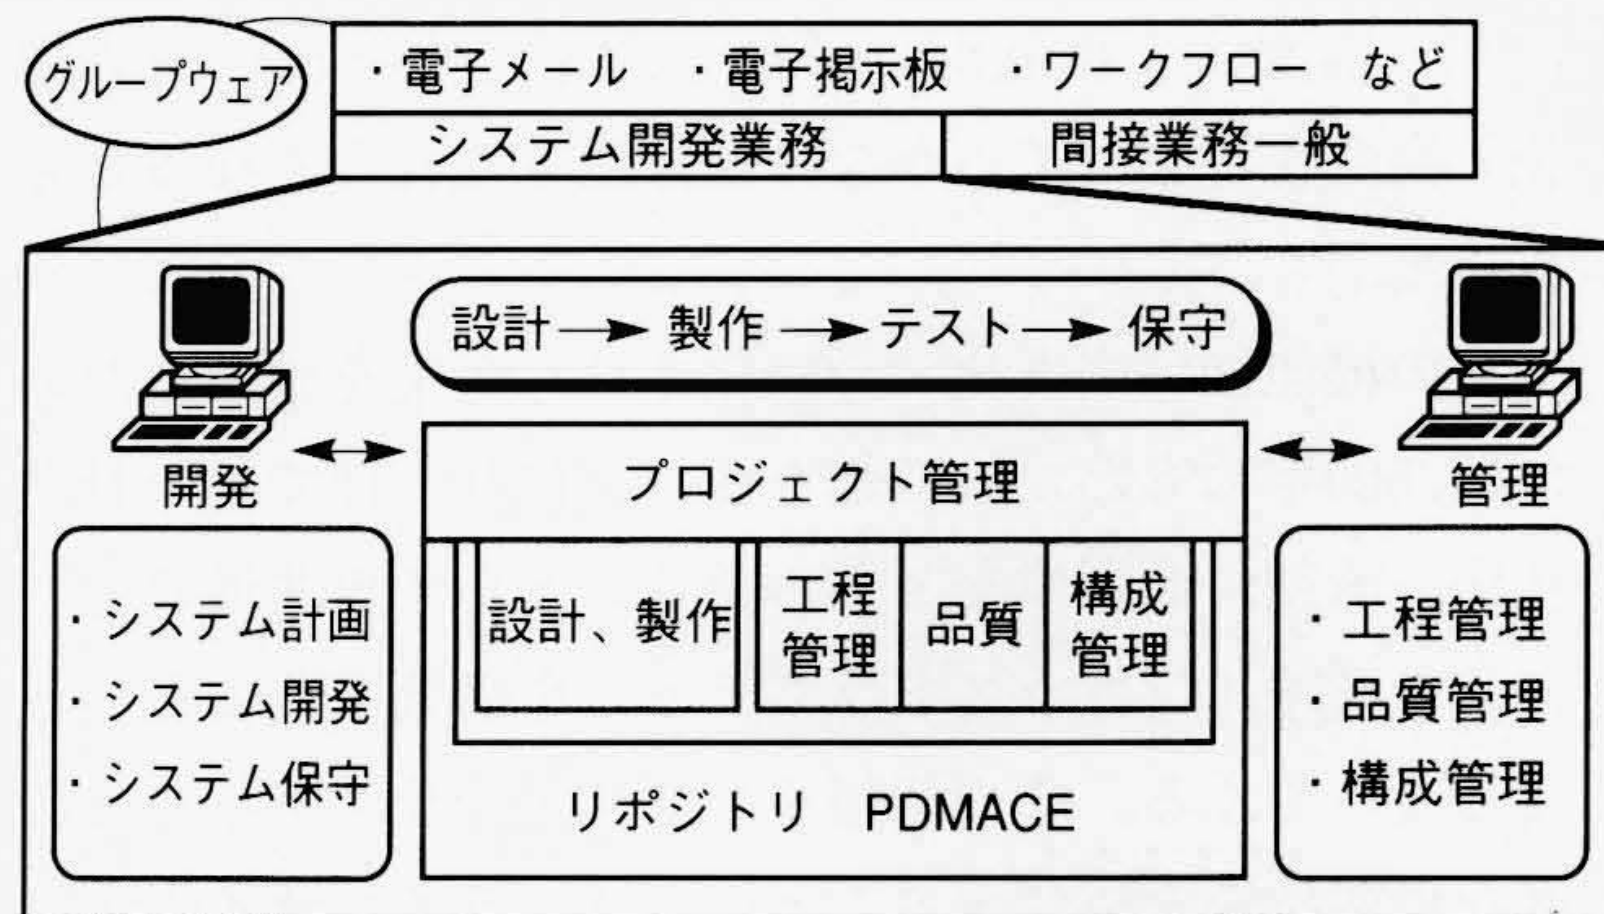 グループウェア
・電子メール ・電子掲示板 ・ワークフロー など
システム開発業務 間接業務一般
設計→製作→テスト→保守
開発
管理
プロジェクト管理
設計、製作
工程
管理
品質
構成
管理
リポジトリ PDMACE
・システム計画
・システム開発
・システム保守
・工程管理
・品質管理
・構成管理